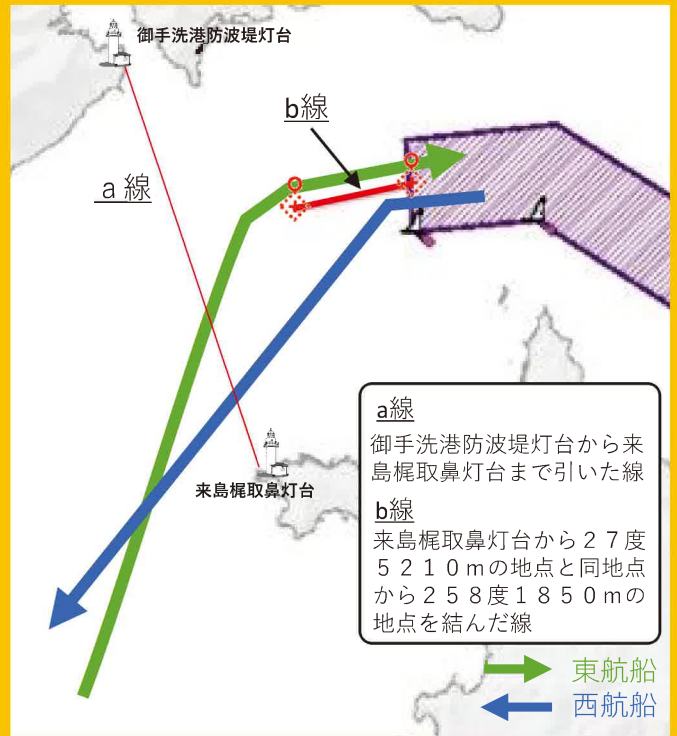 御手洗港防波堤灯台
b線
a線
来島梶取鼻灯台
a線
御手洗港防波堤灯台から来
島梶取鼻灯台まで引いた線
b線
来島梶取鼻灯台から２７度
５２１０ｍの地点と同地点
から２５８度１８５０ｍの
地点を結んだ線
東航船
西航船